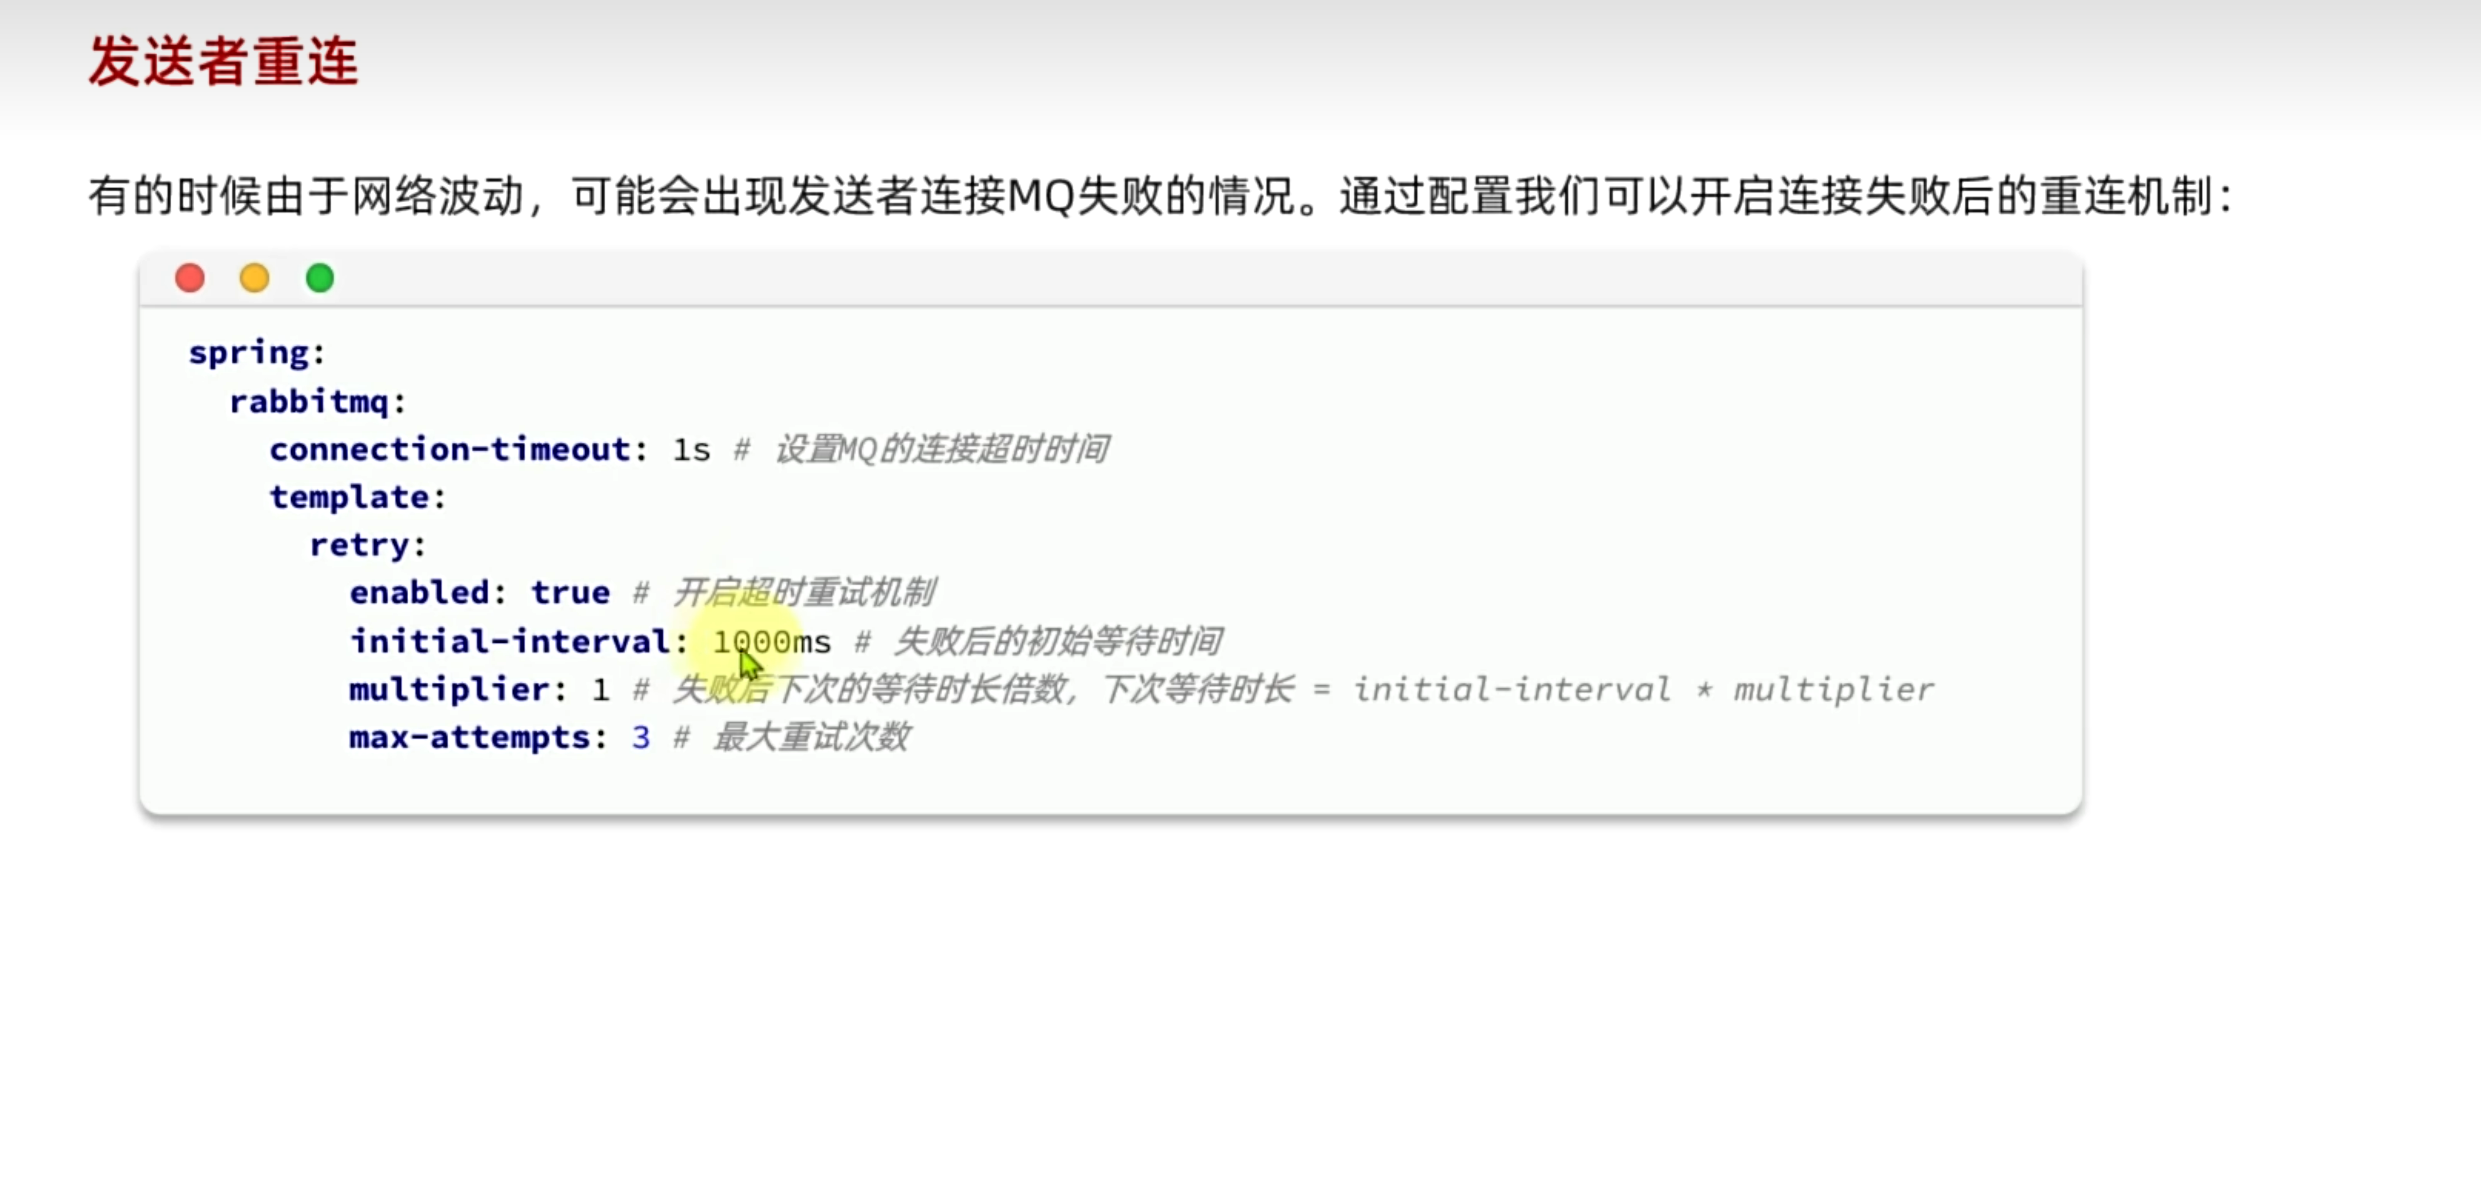 发送者重连
有的时候由于网络波动，可能会出现发送者连接MQ失败的情况。通过配置我们可以开启连接失败后的重连机制：
spring:
  rabbitmq:
    connection-timeout: 1s # 设置MQ的连接超时时间
    template:
      retry:
        enabled: true # 开启超时重试机制
        initial-interval: 1000ms # 失败后的初始等待时间
        multiplier: 1 # 失败后下次的等待时长倍数，下次等待时长 = initial-interval * multiplier
        max-attempts: 3 # 最大重试次数